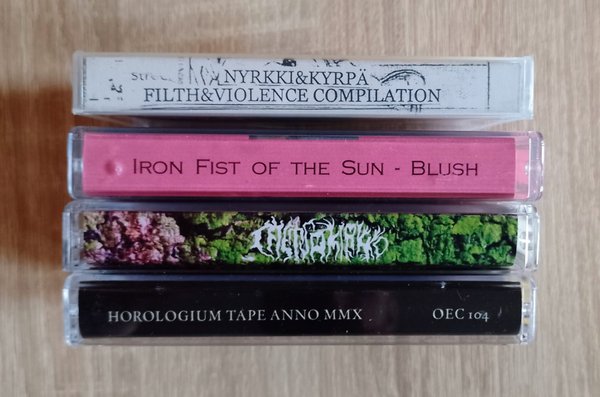 NYRKKI&KYRPÄ
FILTH&VIOLENCE COMPILATION
IRON FIST OF THE SUN - BLUSH
HOROLOGIUM TAPE ANNO MMX OEC 104